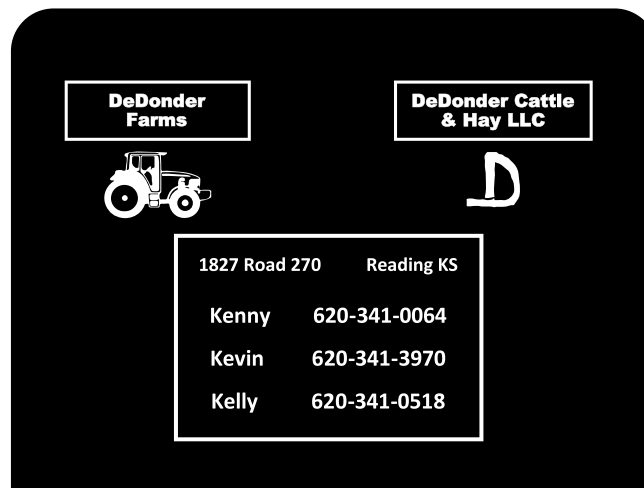 DeDonder
Farms
DeDonder Cattle
& Hay LLC
D
1827 Road 270 Reading KS
Kenny 620-341-0064
Kevin 620-341-3970
Kelly 620-341-0518